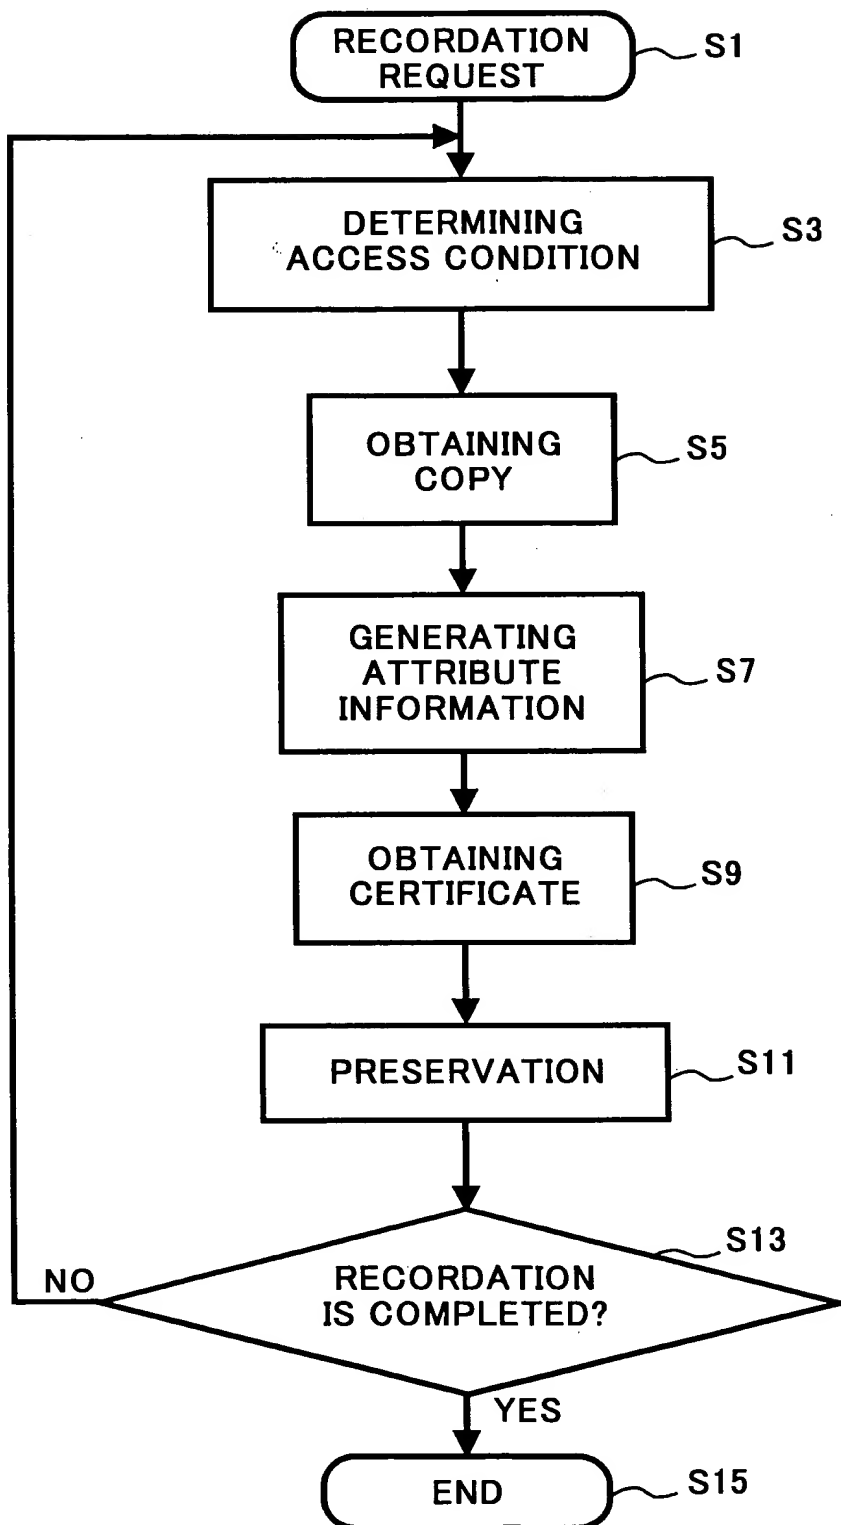 RECORDATION
REQUEST
S1
DETERMINING
ACCESS CONDITION
S3
OBTAINING
COPY
S5
GENERATING
ATTRIBUTE
INFORMATION
S7
OBTAINING
CERTIFICATE
S9
PRESERVATION
S11
S13
NO
RECORDATION
IS COMPLETED?
YES
END
S15